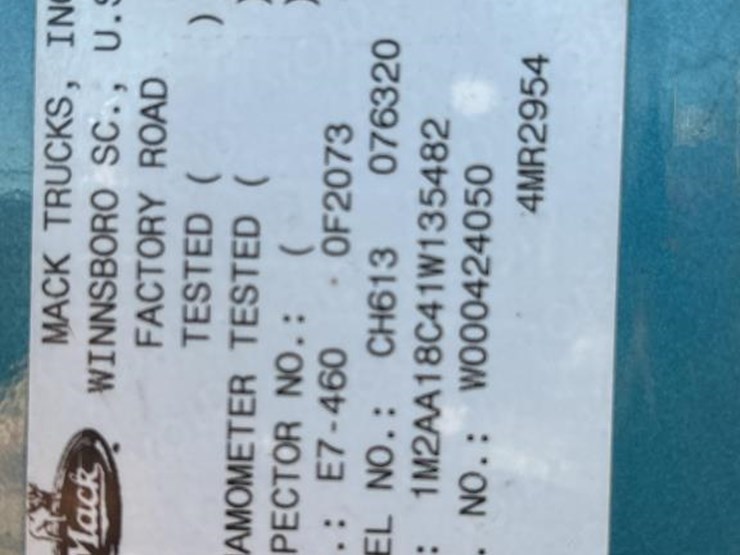 Mack
MACK TRUCKS, INC
WINNSBORO SC., U.S
FACTORY ROAD
TESTED ( )
AMOMETER TESTED ( )
PECTOR NO.: ( )
.: E7-460 0F2073
EL NO.: CH613 076320
: 1M2AA18C41W135482
. NO.: W000424050
4MR2954